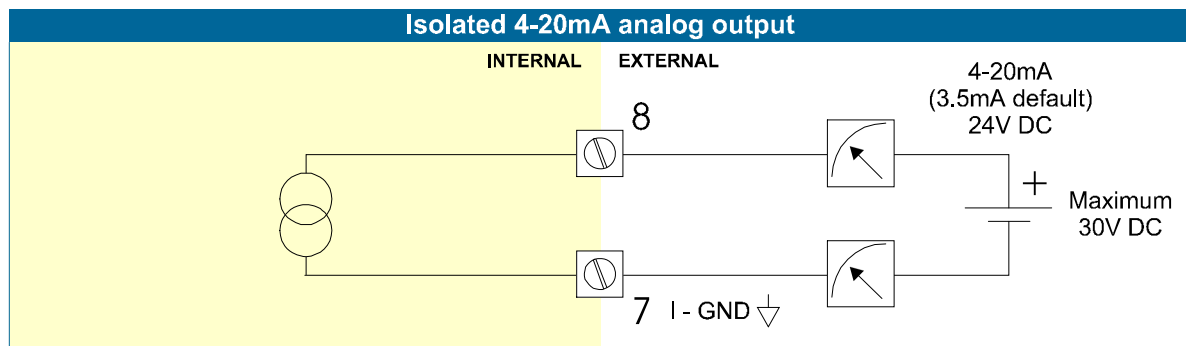 Isolated 4-20mA analog output
INTERNAL EXTERNAL
8
4-20mA
(3.5mA default)
24V DC
+
Maximum
30V DC
7 I - GND